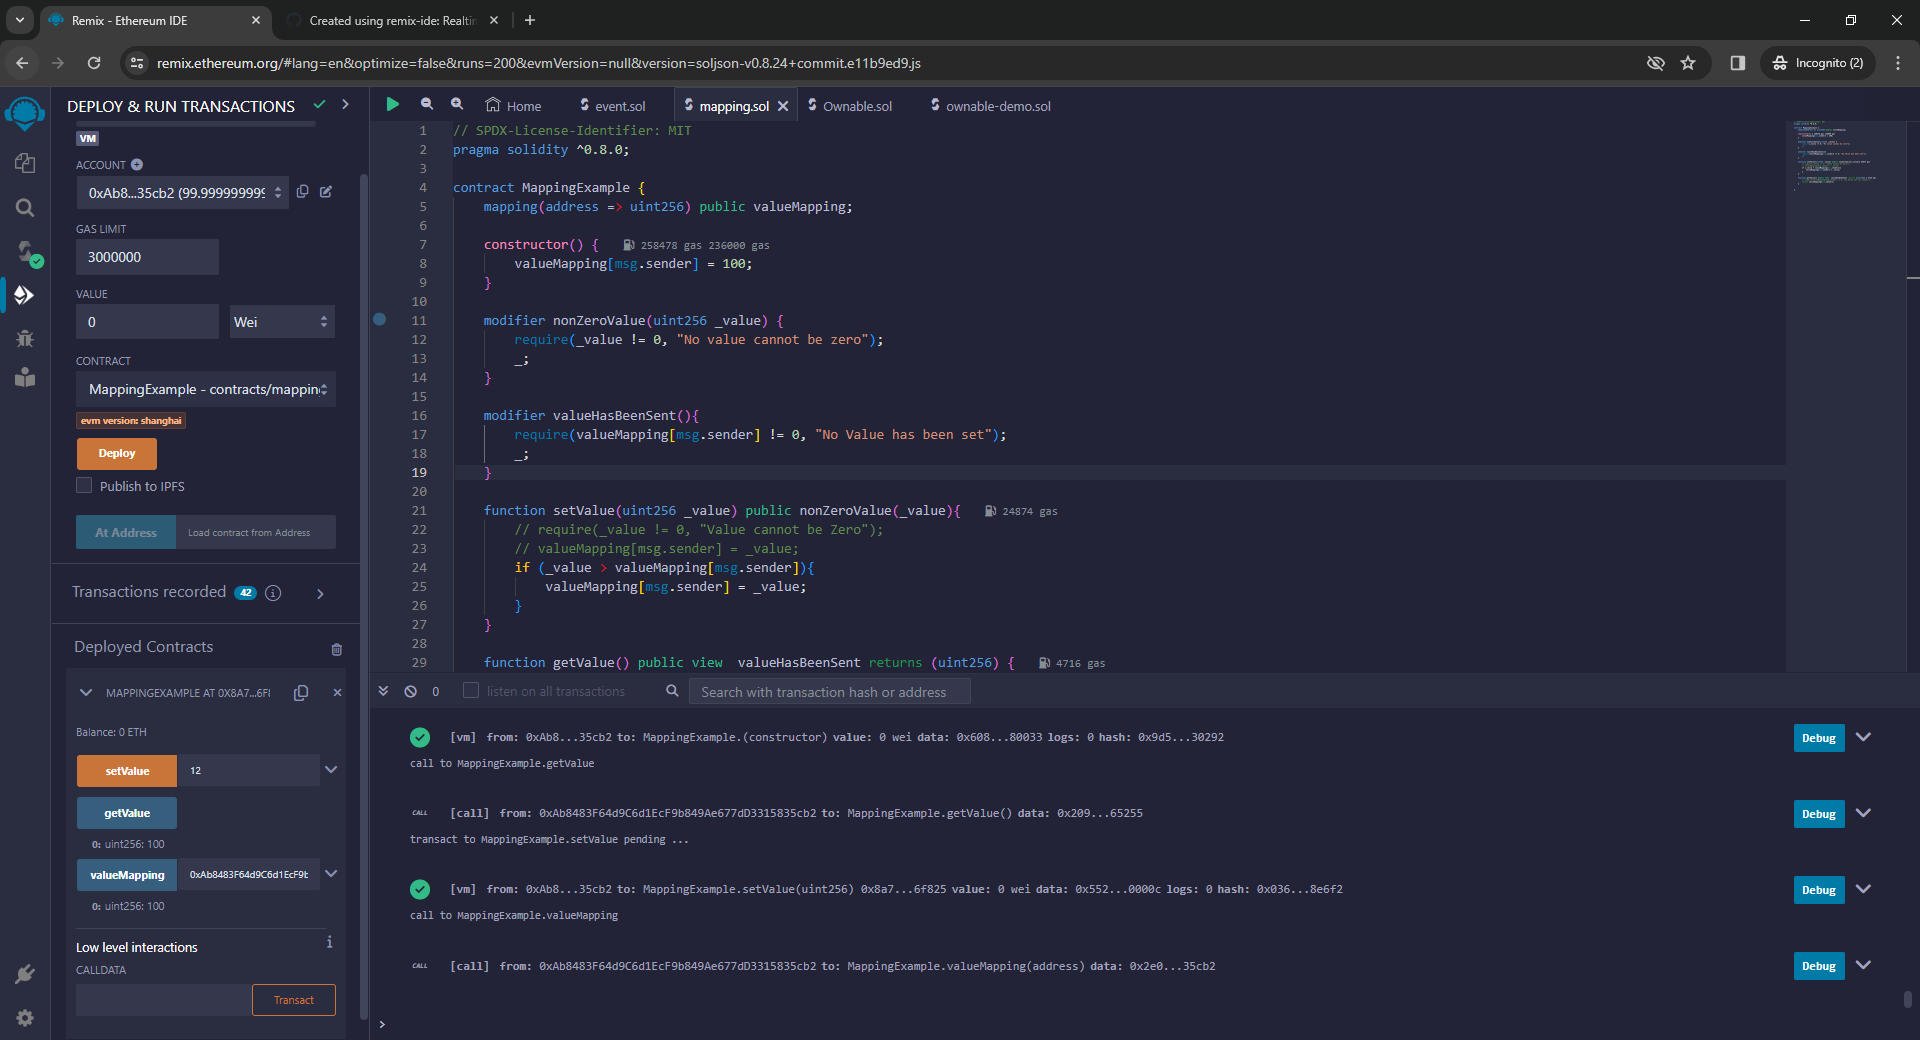 Remix - Ethereum IDE
Created using remix-ide: Realtin
remix.ethereum.org/#lang=en&optimize=false&runs=200&evmVersion=null&version=soljson-v0.8.24+commit.e11b9ed9.js
Incognito (2)
DEPLOY & RUN TRANSACTIONS
VM
ACCOUNT
0xAb8...35cb2 (99.9999999999
GAS LIMIT
3000000
VALUE
0
Wei
CONTRACT
MappingExample - contracts/mapping
evm version: shanghai
Deploy
Publish to IPFS
At Address
Load contract from Address
Transactions recorded 42 i
Deployed Contracts
MAPPINGEXAMPLE AT 0X8A7...6F8
Balance: 0 ETH
setValue
12
getValue
0: uint256: 100
valueMapping
0xAb8483F64d9C6d1EcF9b
0: uint256: 100
Low level interactions
i
CALLDATA
Transact
Home
event.sol
mapping.sol
Ownable.sol
ownable-demo.sol
1 // SPDX-License-Identifier: MIT
2 pragma solidity ^0.8.0;
3
4 contract MappingExample {
5 mapping(address => uint256) public valueMapping;
6
7 constructor() { 258478 gas 236000 gas
8 valueMapping[msg.sender] = 100;
9 }
10
11 modifier nonZeroValue(uint256 _value) {
12 require(_value != 0, "No value cannot be zero");
13 _;
14 }
15
16 modifier valueHasBeenSent(){
17 require(valueMapping[msg.sender] != 0, "No Value has been set");
18 _;
19 }
20
21 function setValue(uint256 _value) public nonZeroValue(_value){ 24874 gas
22 // require(_value != 0, "Value cannot be Zero");
23 // valueMapping[msg.sender] = _value;
24 if (_value > valueMapping[msg.sender]){
25 valueMapping[msg.sender] = _value;
26 }
27 }
28
29 function getValue() public view  valueHasBeenSent returns (uint256) { 4716 gas
0
listen on all transactions
Search with transaction hash or address
[vm] from: 0xAb8...35cb2 to: MappingExample.(constructor) value: 0 wei data: 0x608...80033 logs: 0 hash: 0x9d5...30292
Debug
call to MappingExample.getValue
CALL [call] from: 0xAb8483F64d9C6d1EcF9b849Ae677dD3315835cb2 to: MappingExample.getValue() data: 0x209...65255
Debug
transact to MappingExample.setValue pending ...
[vm] from: 0xAb8...35cb2 to: MappingExample.setValue(uint256) 0x8a7...6f825 value: 0 wei data: 0x552...0000c logs: 0 hash: 0x036...8e6f2
Debug
call to MappingExample.valueMapping
CALL [call] from: 0xAb8483F64d9C6d1EcF9b849Ae677dD3315835cb2 to: MappingExample.valueMapping(address) data: 0x2e0...35cb2
Debug
>